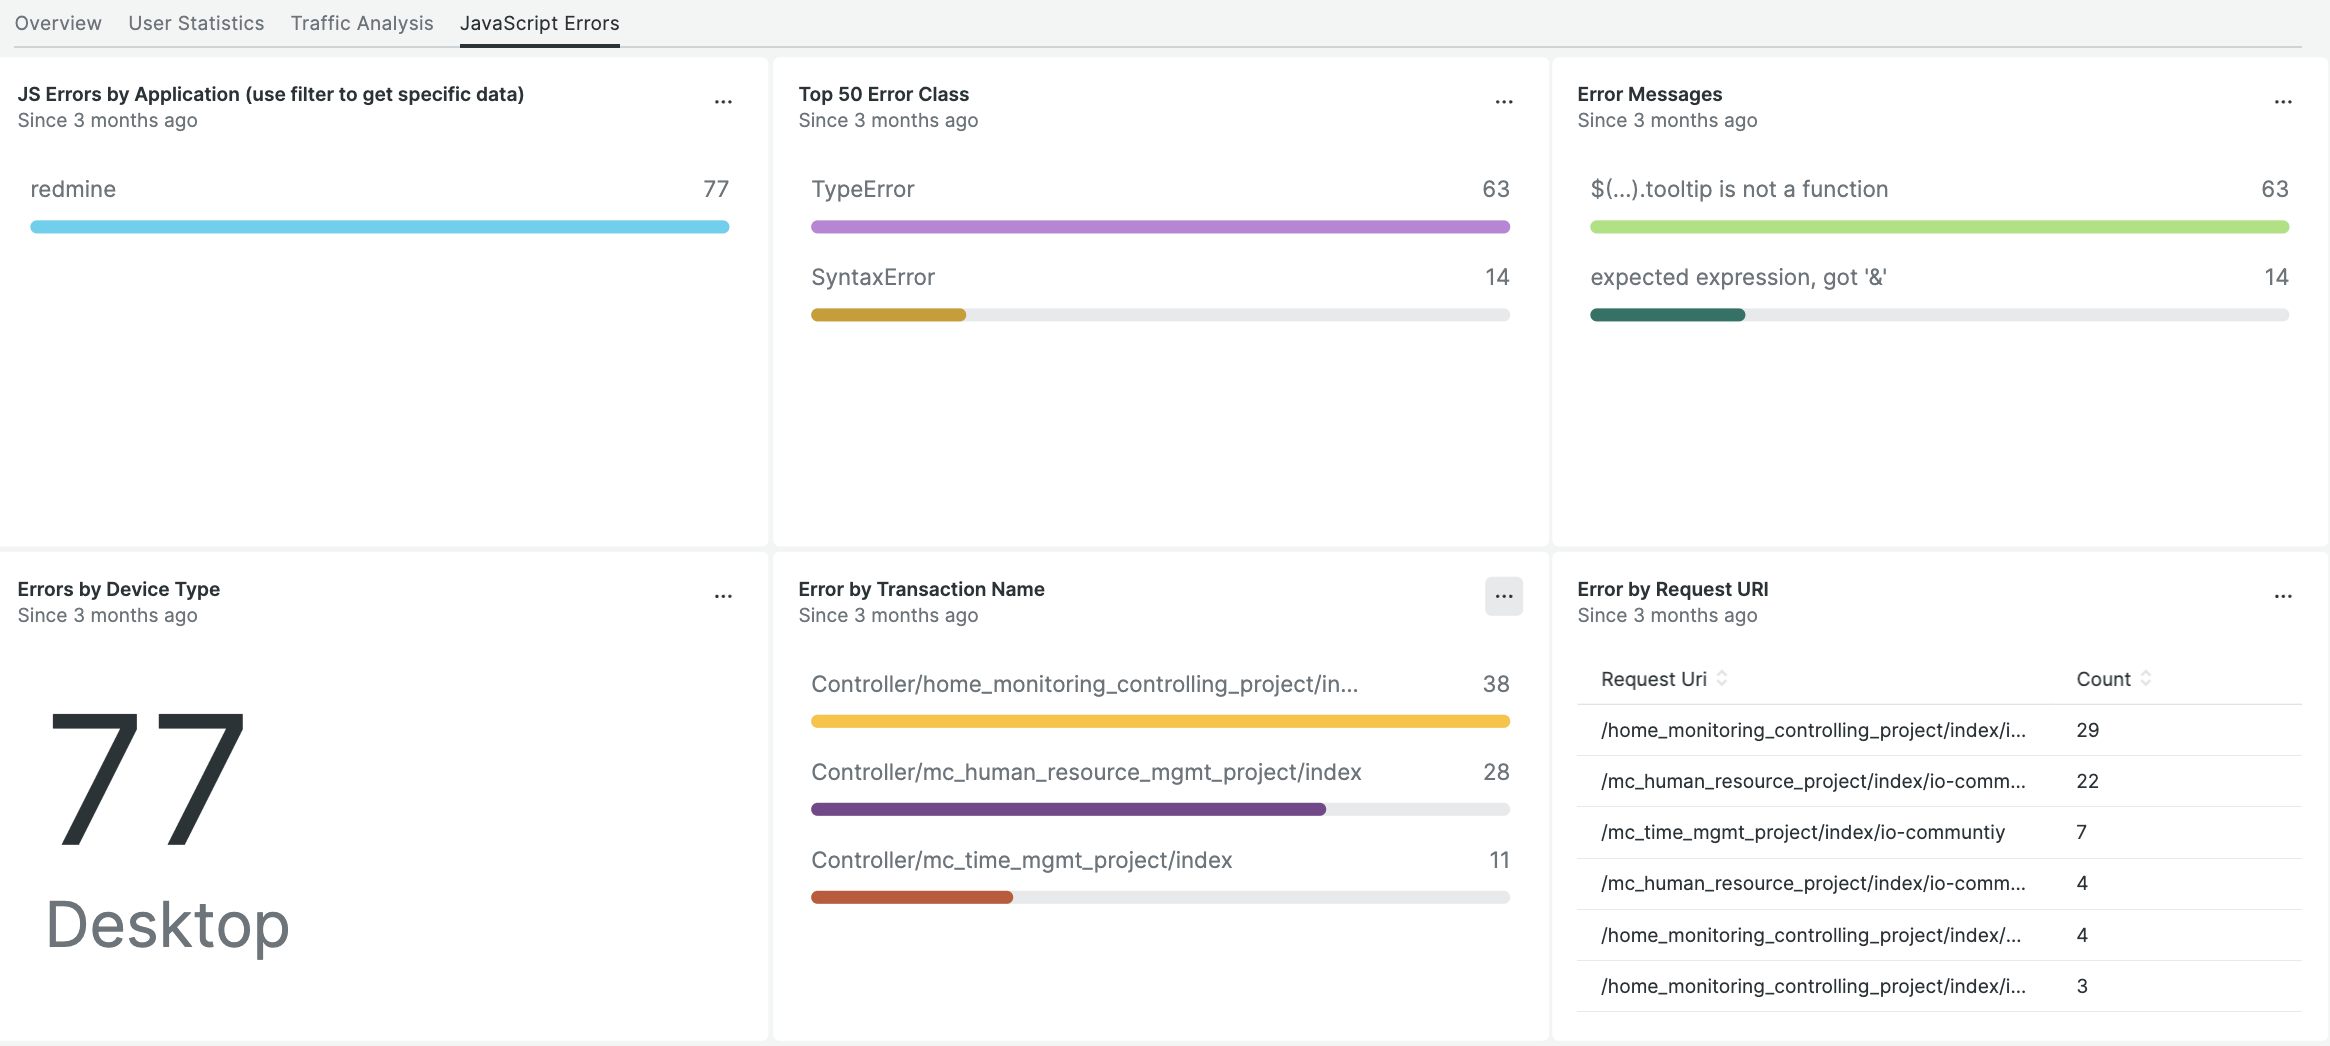 Overview User Statistics Traffic Analysis JavaScript Errors
JS Errors by Application (use filter to get specific data)
Since 3 months ago
...
redmine 77
Top 50 Error Class
Since 3 months ago
...
TypeError 63
SyntaxError 14
Error Messages
Since 3 months ago
...
$(...).tooltip is not a function 63
expected expression, got '&' 14
Errors by Device Type
Since 3 months ago
...
77
Desktop
Error by Transaction Name
Since 3 months ago
...
Controller/home_monitoring_controlling_project/in... 38
Controller/mc_human_resource_mgmt_project/index 28
Controller/mc_time_mgmt_project/index 11
Error by Request URI
Since 3 months ago
...
Request Uri Count
/home_monitoring_controlling_project/index/i... 29
/mc_human_resource_project/index/io-comm... 22
/mc_time_mgmt_project/index/io-communtiy 7
/mc_human_resource_project/index/io-comm... 4
/home_monitoring_controlling_project/index/... 4
/home_monitoring_controlling_project/index/i... 3